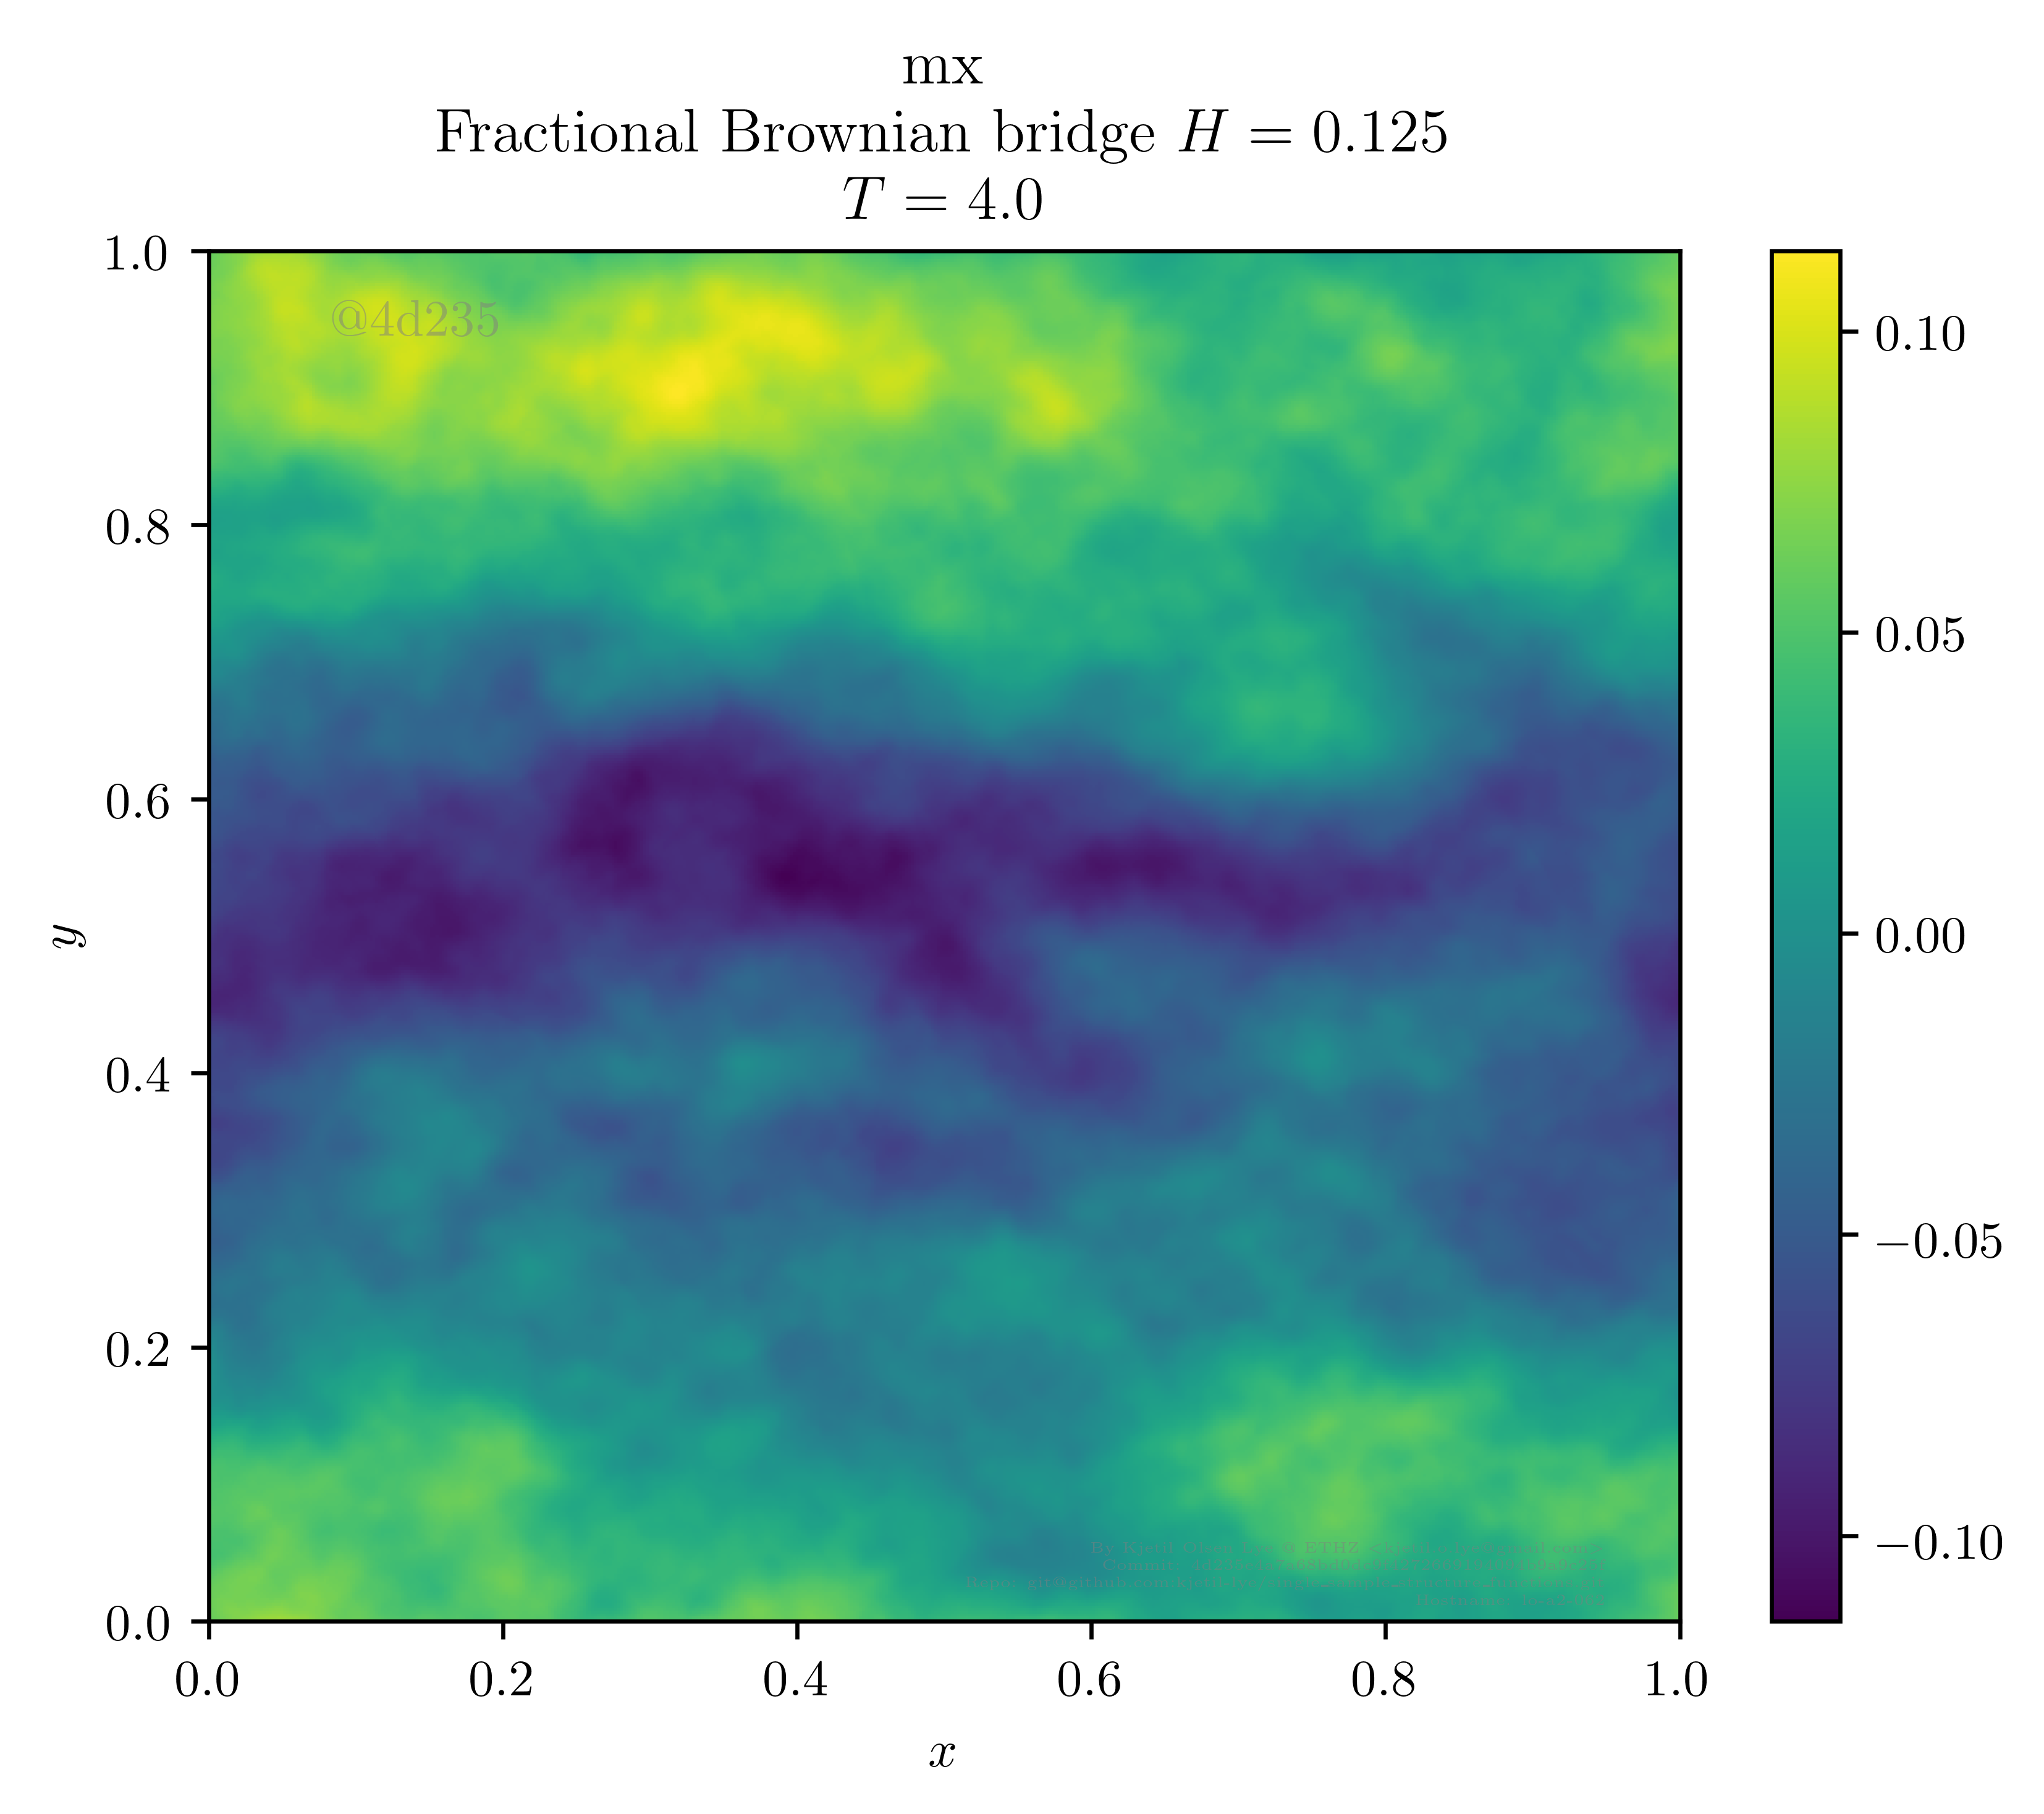 mx
Fractional Brownian bridge H = 0.125
T = 4.0
@4d235
1.0
0.8
0.6
0.4
0.2
0.0
y
0.0 0.2 0.4 0.6 0.8 1.0
x
0.10
0.05
0.00
−0.05
−0.10
By @ ETHZ